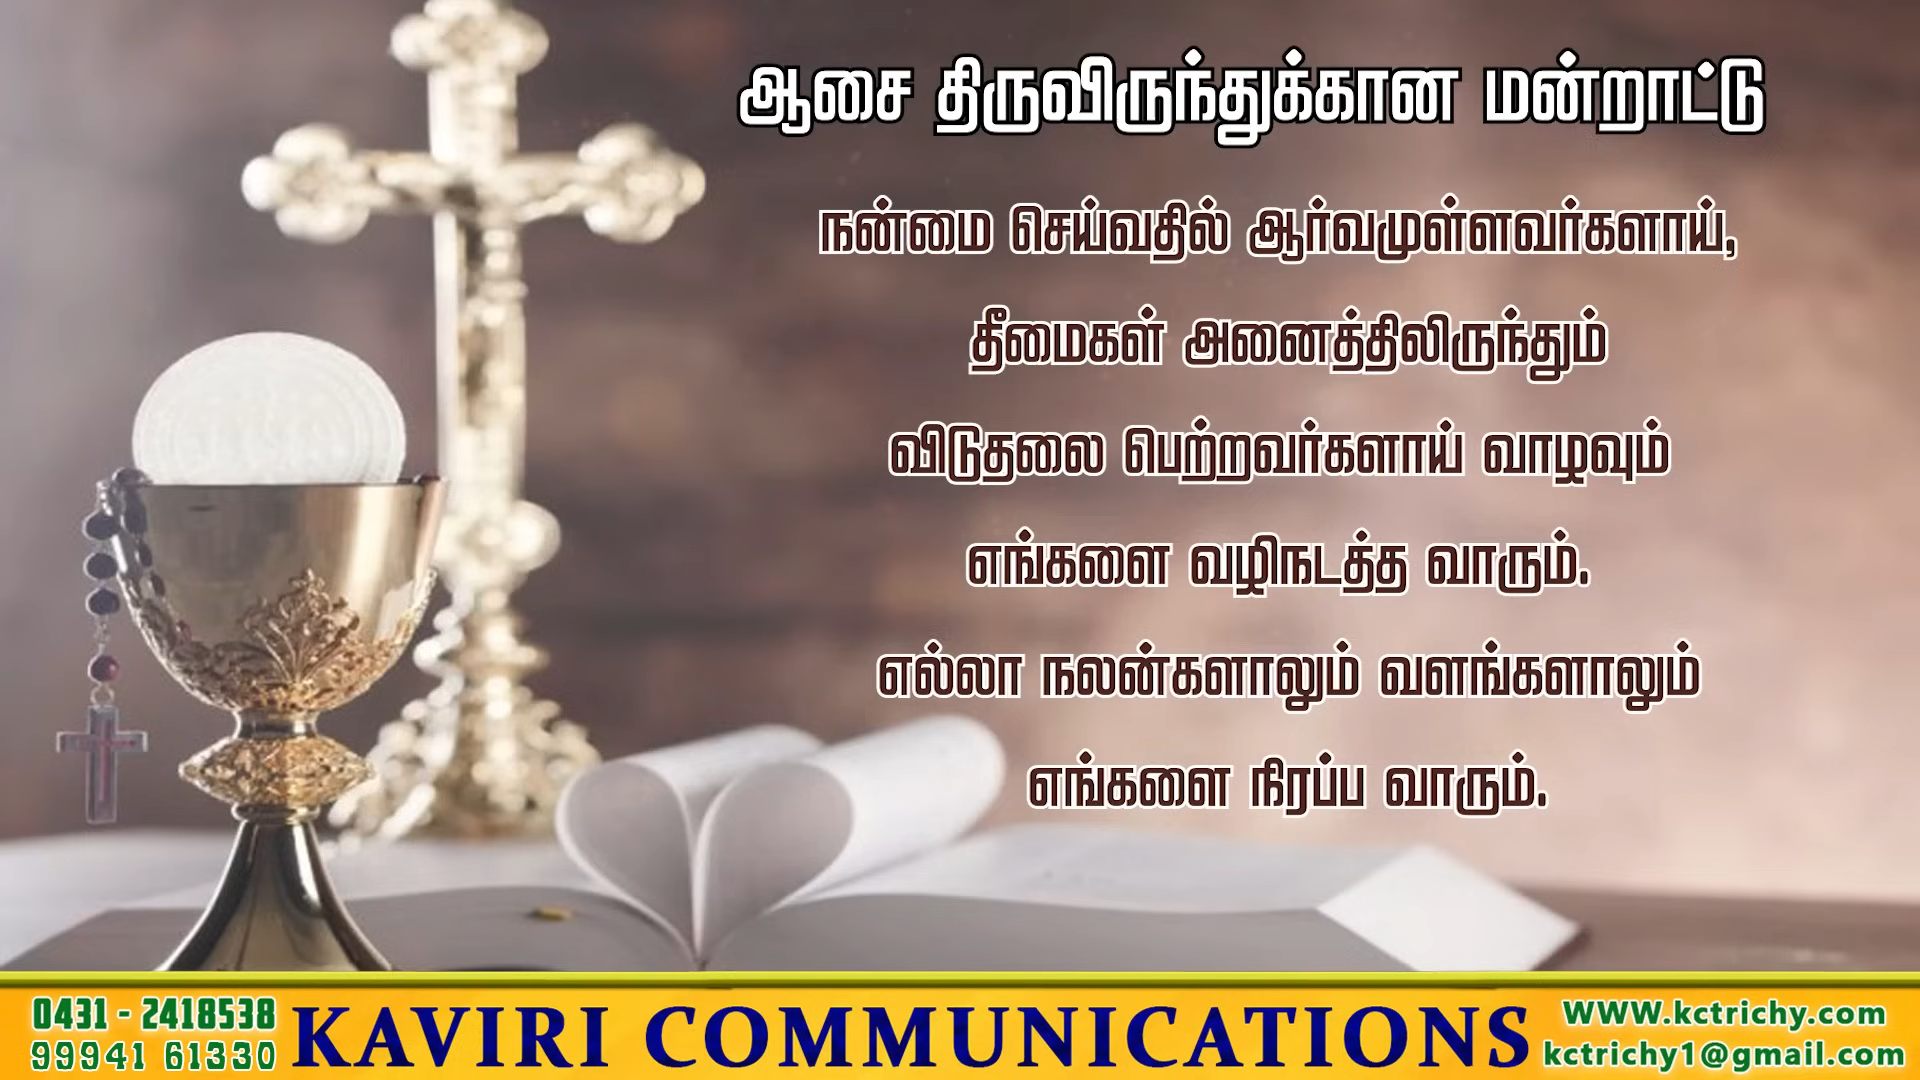 ஆசை திருவிருந்துக்கான மன்றாட்டு
நன்மை செய்வதில் ஆர்வமுள்ளவர்களாய்,
தீமைகள் அனைத்திலிருந்தும்
விடுதலை பெற்றவர்களாய் வாழவும்
எங்களை வழிநடத்த வாரும்.
எல்லா நலன்களாலும் வளங்களாலும்
எங்களை நிரப்ப வாரும்.
0431 - 2418538
99941 61330
KAVIRI COMMUNICATIONS
www.kctrichy.com
kctrichy1@gmail.com